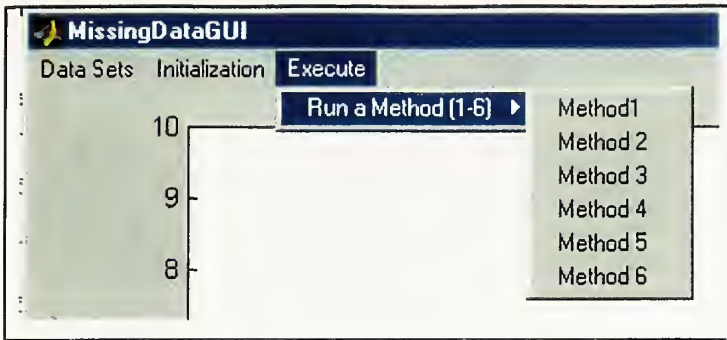 MissingDataGUI
Data Sets Initialization Execute
Run a Method (1-6)
Method1
Method 2
Method 3
Method 4
Method 5
Method 6
10
9
8